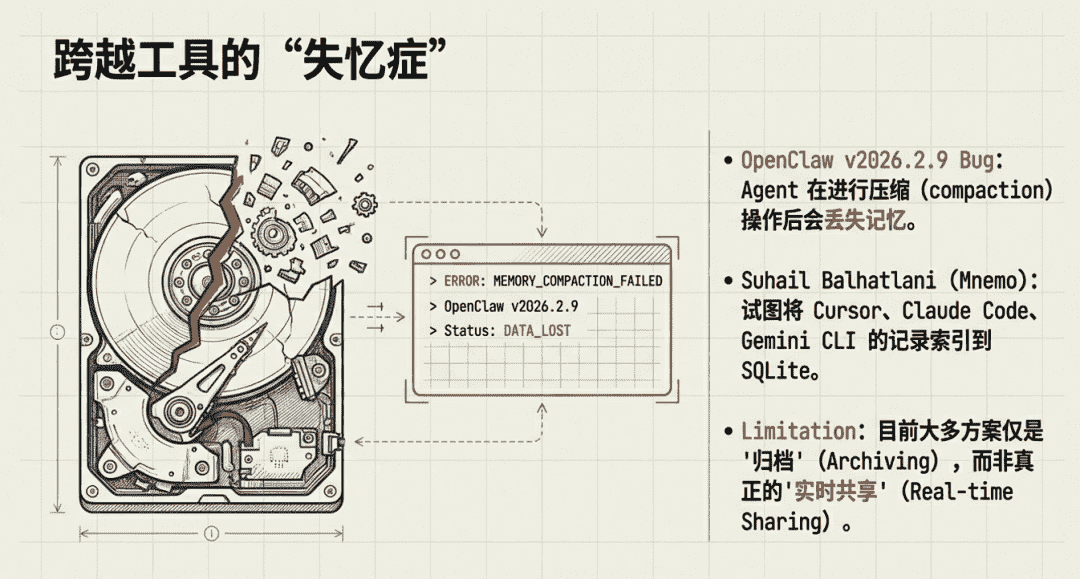 跨越工具的“失忆症”
> ERROR: MEMORY_COMPACTION_FAILED
> OpenClaw v2026.2.9
> Status: DATA_LOST
• OpenClaw v2026.2.9 Bug:
Agent 在进行压缩（compaction）
操作后会丢失记忆。
• Suhail Balhatlani (Mnemo):
试图将 Cursor、Claude Code、
Gemini CLI 的记录索引到
SQLite。
• Limitation: 目前大多方案仅是
'归档'（Archiving），而非真
正的'实时共享'（Real-time
Sharing）。